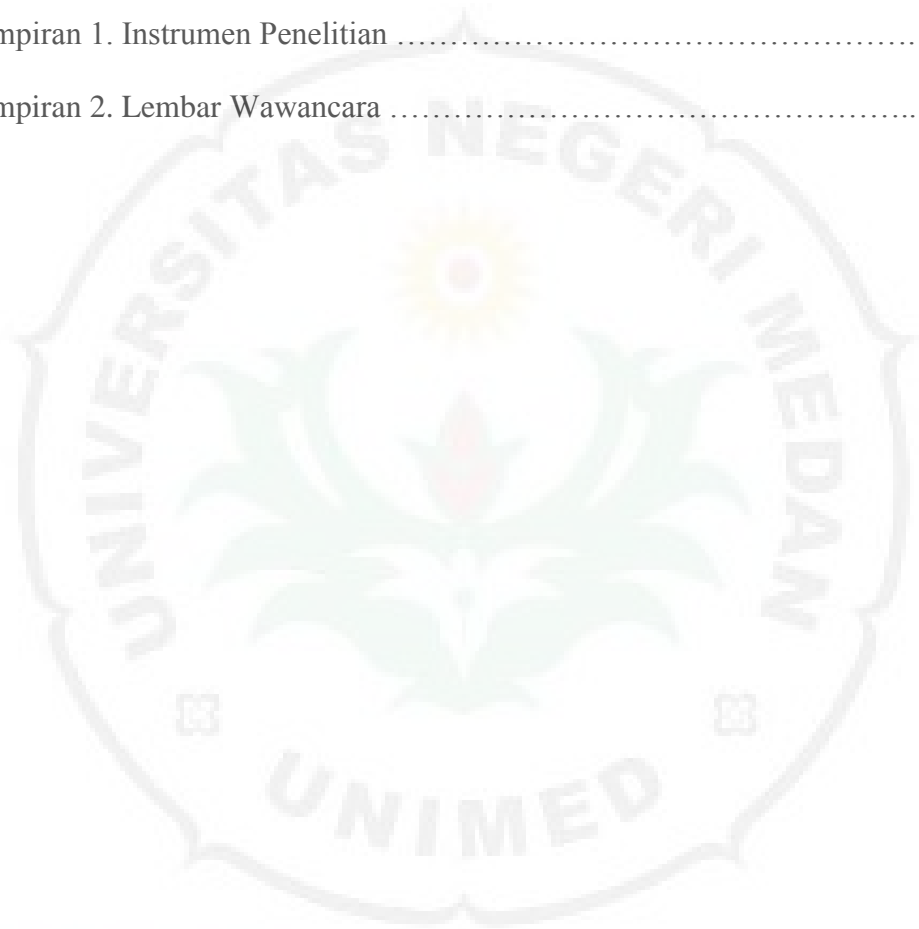 mpiran 1. Instrumen Penelitian ……………………………………………….
mpiran 2. Lembar Wawancara ………………………………………………..
UNIVERSITAS NEGERI MEDAN
UNIMED